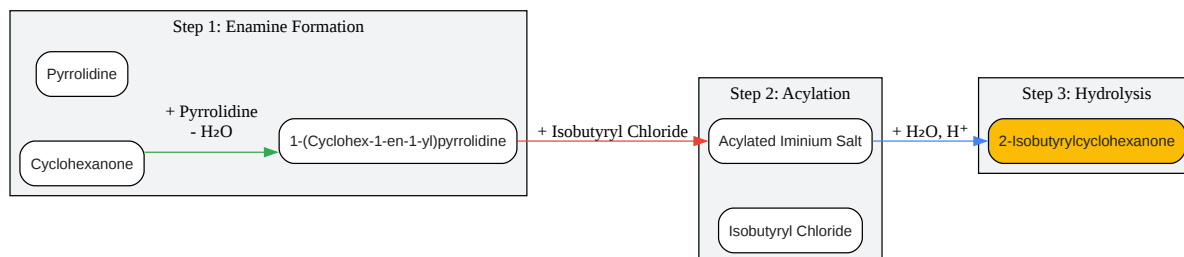 Step 1: Enamine Formation
Pyrrolidine
+ Pyrrolidine
- H₂O
Cyclohexanone
1-(Cyclohex-1-en-1-yl)pyrrolidine
+ Isobutyryl Chloride
Step 2: Acylation
Acylated Iminium Salt
Isobutyryl Chloride
+ H₂O, H⁺
Step 3: Hydrolysis
2-Isobutyrylcyclohexanone